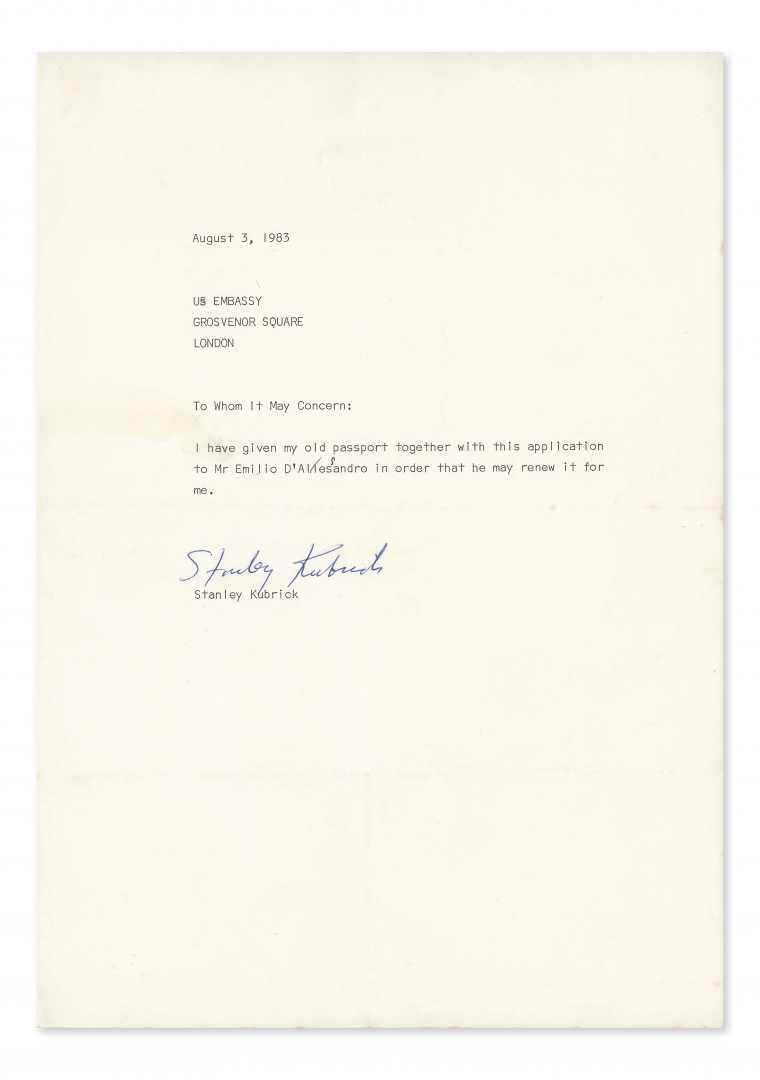 August 3, 1983
US EMBASSY
GROSVENOR SQUARE
LONDON
To Whom It May Concern:
I have given my old passport together with this application
to Mr Emilio D'Alessandro in order that he may renew it for
me.
Stanley Kubrick
Stanley Kubrick